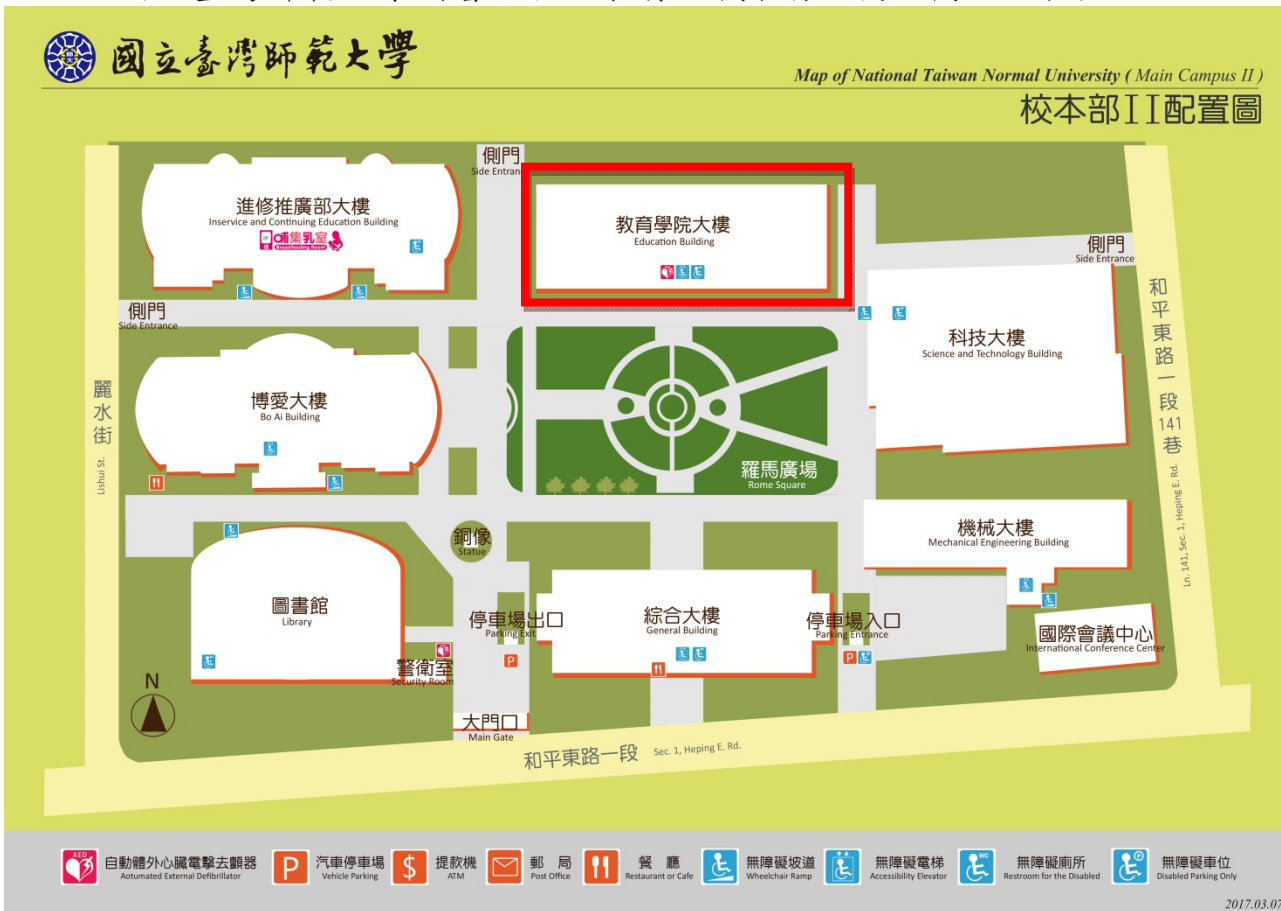 國立臺灣師範大學
Map of National Taiwan Normal University ( Main Campus II )
校本部II配置圖
側門
Side Entrance
進修推廣部大樓
Inservice and Continuing Education Building
哺集乳室
Breastfeeding Room
教育學院大樓
Education Building
側門
Side Entrance
側門
Side Entrance
科技大樓
Science and Technology Building
和平東路一段141巷
Ln. 141, Sec. 1, Heping E. Rd.
麗水街
Lishui St.
博愛大樓
Bo Ai Building
羅馬廣場
Rome Square
銅像
Statue
機械大樓
Mechanical Engineering Building
圖書館
Library
停車場出口
Parking Exit
綜合大樓
General Building
停車場入口
Parking Entrance
國際會議中心
International Conference Center
警衛室
Security Room
P
P
N
大門口
Main Gate
和平東路一段 Sec. 1, Heping E. Rd.
AED
自動體外心臟電擊去顫器
Aotumated External Defibrillator
P
汽車停車場
Vehicle Parking
$
提款機
ATM
郵 局
Post Office
餐 廳
Restaurant or Cafe
無障礙坡道
Wheelchair Ramp
無障礙電梯
Accessibility Elevator
WC
無障礙廁所
Restroom for the Disabled
P
無障礙車位
Disabled Parking Only
2017.03.07